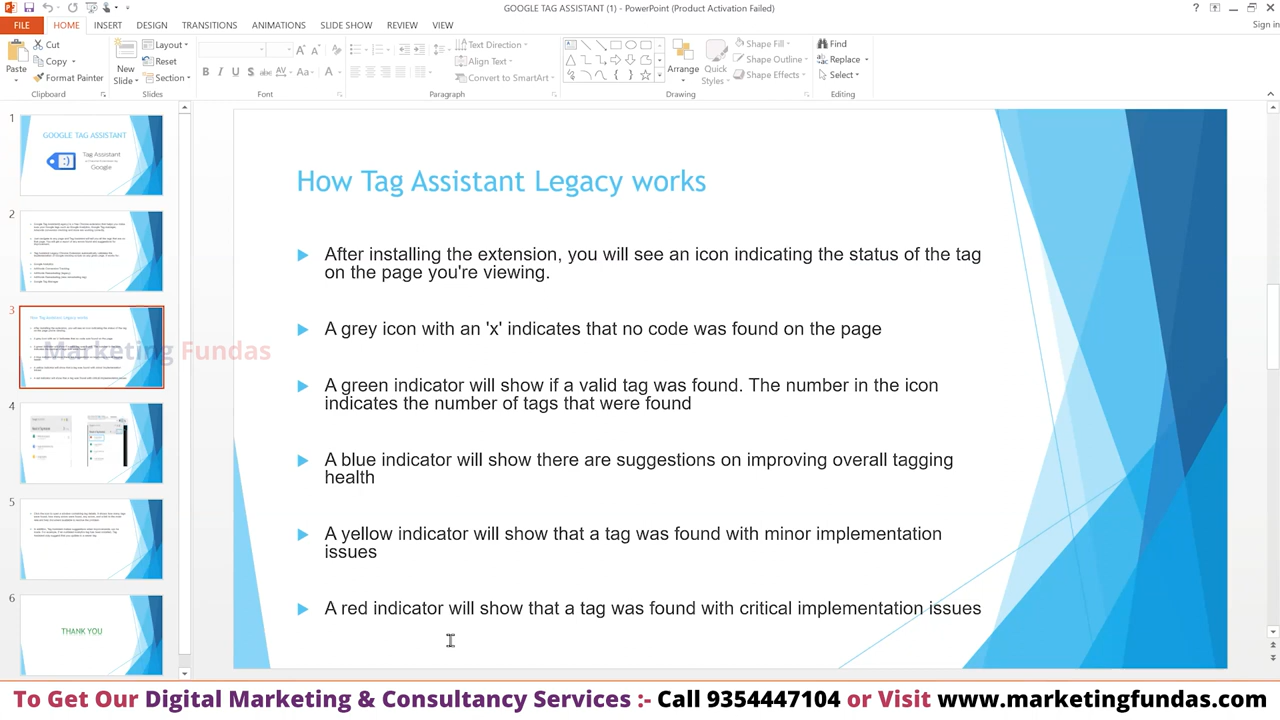 GOOGLE TAG ASSISTANT (1) - PowerPoint (Product Activation Failed)
Sign in
FILE HOME INSERT DESIGN TRANSITIONS ANIMATIONS SLIDE SHOW REVIEW VIEW
Paste
Cut
Copy
Format Painter
Clipboard
New Slide
Layout
Reset
Section
Slides
B I U S abc AV Aa A
Font
Text Direction
Align Text
Convert to SmartArt
Paragraph
Arrange
Quick Styles
Shape Fill
Shape Outline
Shape Effects
Drawing
Find
Replace
Select
Editing
1
GOOGLE TAG ASSISTANT
Tag Assistant
Google
2
3
4
5
6
THANK YOU
Marketing Fundas
How Tag Assistant Legacy works
After installing the extension, you will see an icon indicating the status of the tag
on the page you're viewing.
A grey icon with an 'x' indicates that no code was found on the page
A green indicator will show if a valid tag was found. The number in the icon
indicates the number of tags that were found
A blue indicator will show there are suggestions on improving overall tagging
health
A yellow indicator will show that a tag was found with minor implementation
issues
A red indicator will show that a tag was found with critical implementation issues
To Get Our Digital Marketing & Consultancy Services :- Call 9354447104 or Visit www.marketingfundas.com